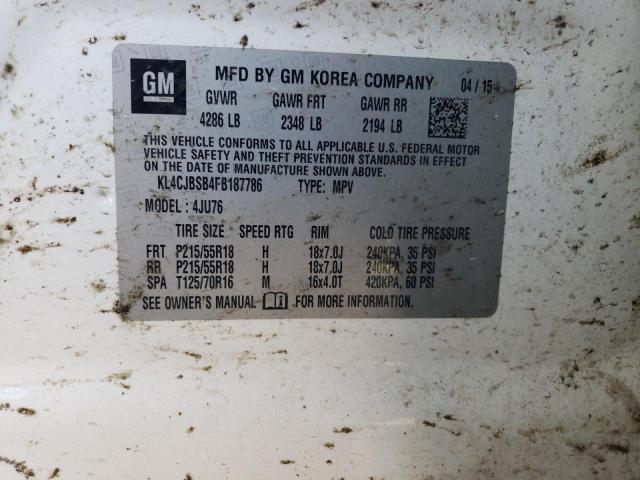 GM
MFD BY GM KOREA COMPANY 04 / 15
GVWR GAWR FRT GAWR RR
4286 LB 2348 LB 2194 LB
THIS VEHICLE CONFORMS TO ALL APPLICABLE U.S. FEDERAL MOTOR
VEHICLE SAFETY AND THEFT PREVENTION STANDARDS IN EFFECT
ON THE DATE OF MANUFACTURE SHOWN ABOVE.
KL4CJBSB4FB187786 TYPE: MPV
MODEL : 4JU76
TIRE SIZE SPEED RTG RIM COLD TIRE PRESSURE
FRT P215/55R18 H 18x7.0J 240KPA, 35 PSI
RR P215/55R18 H 18x7.0J 240KPA, 35 PSI
SPA T125/70R16 M 16x4.0T 420KPA, 60 PSI
SEE OWNER'S MANUAL FOR MORE INFORMATION.